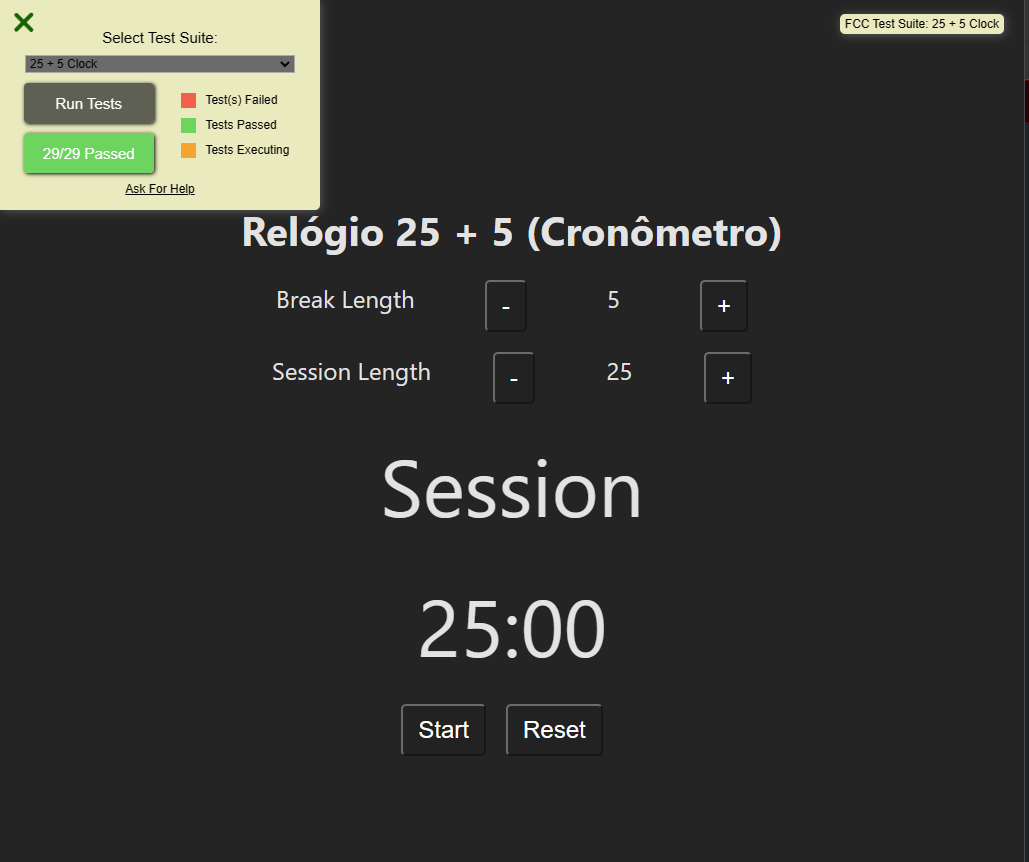 Select Test Suite:
FCC Test Suite: 25 + 5 Clock
25 + 5 Clock
Run Tests
Test(s) Failed
Tests Passed
29/29 Passed
Tests Executing
Ask For Help
Relógio 25 + 5 (Cronômetro)
Break Length - 5 +
Session Length - 25 +
Session
25:00
Start Reset